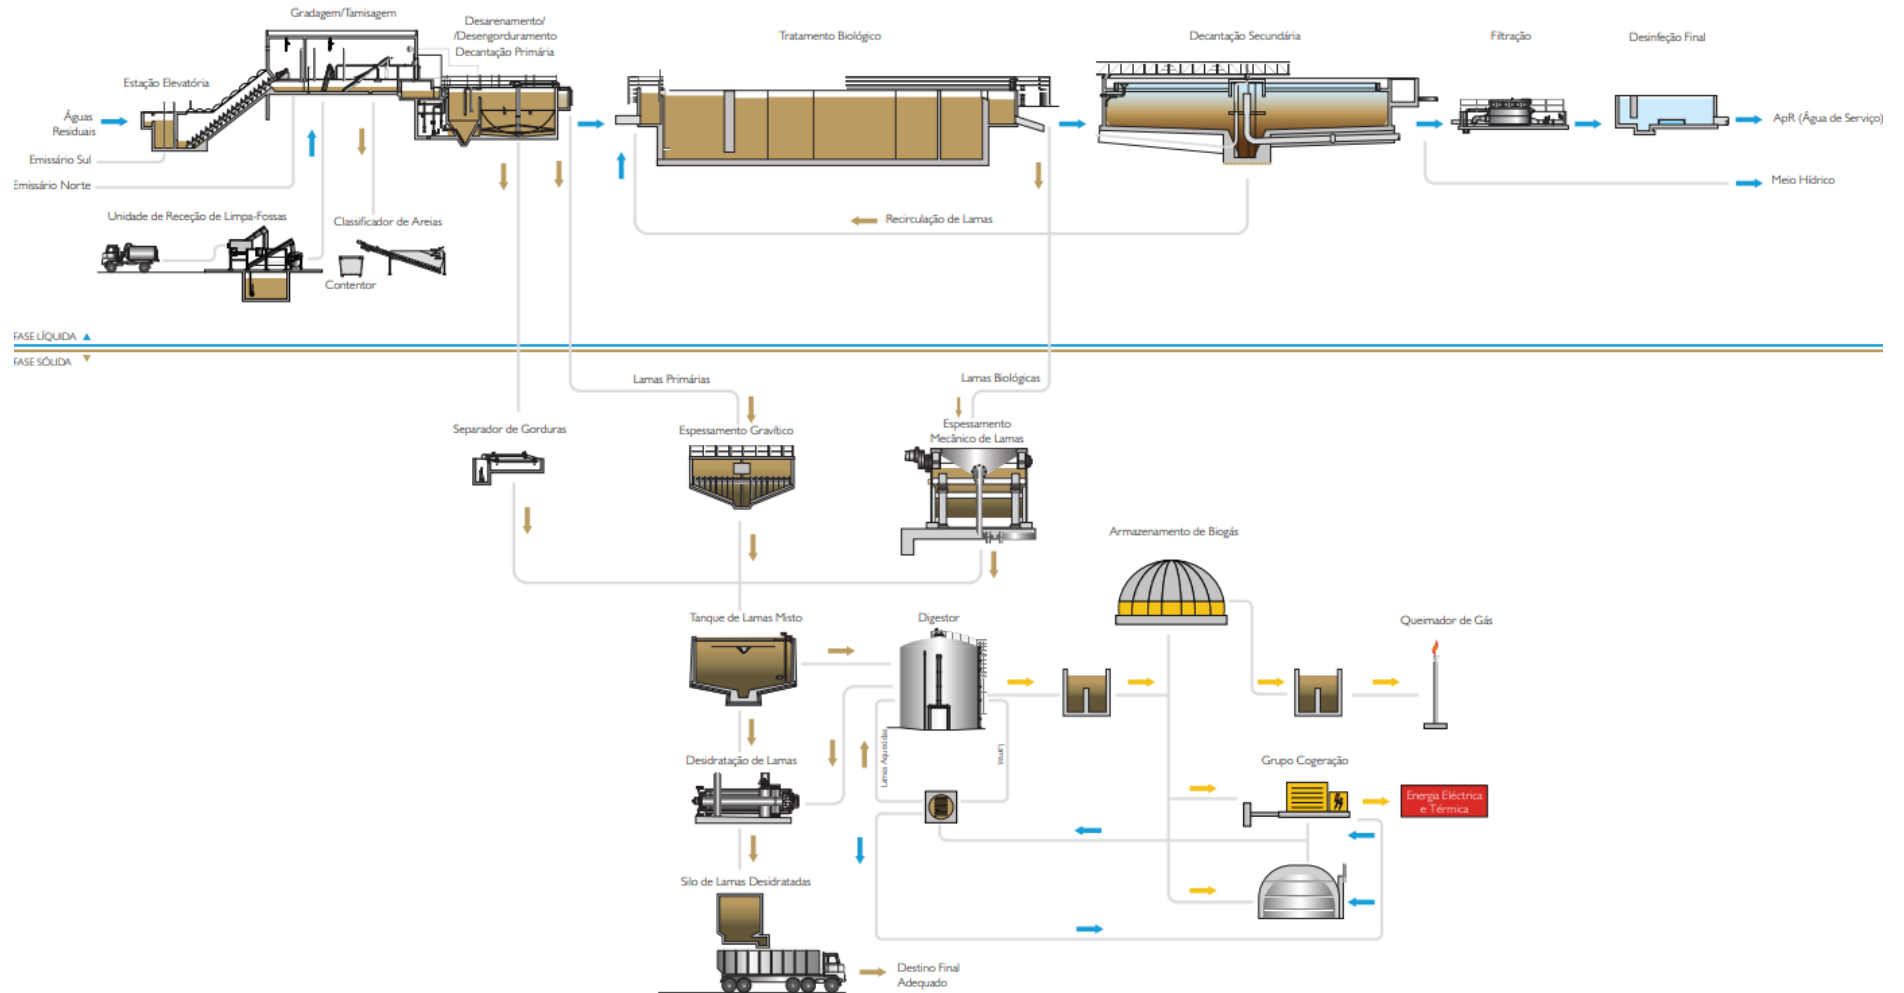 Gradagem/Tamisagem
Desarenamento/
/Desengorduramento
Decantação Primária
Tratamento Biológico
Decantação Secundária
Filtração
Desinfeção Final
Estação Elevatória
Águas
Residuais
ApR (Água de Serviço)
Emissário Sul
Emissário Norte
Meio Hídrico
Unidade de Receção de Limpa-Fossas
Classificador de Areias
Recirculação de Lamas
Contentor
FASE LÍQUIDA
FASE SÓLIDA
Lamas Primárias
Lamas Biológicas
Separador de Gorduras
Espessamento Gravítico
Espessamento
Mecânico de Lamas
Armazenamento de Biogás
Tanque de Lamas Misto
Digestor
Queimador de Gás
Lamas Aquecidas
Lamas
Desidratação de Lamas
Grupo Cogeração
Energia Eléctrica
e Térmica
Silo de Lamas Desidratadas
Destino Final
Adequado